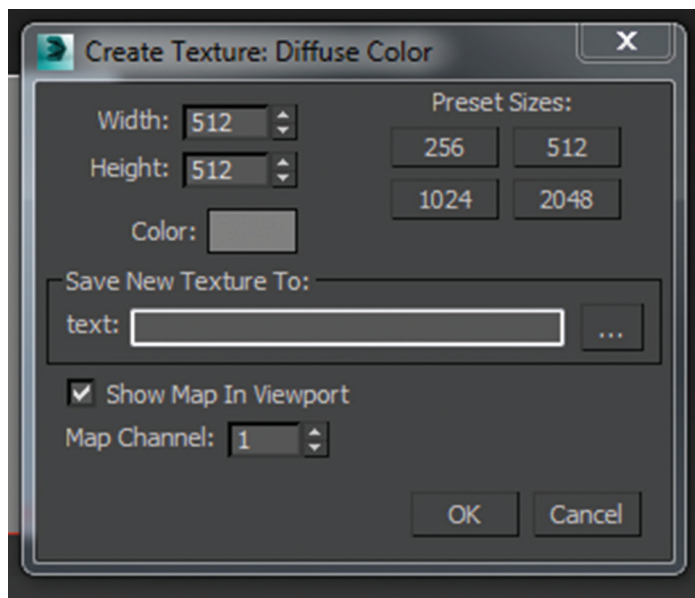 Create Texture: Diffuse Color
X
Width: 512
Height: 512
Color:
Preset Sizes:
256 512
1024 2048
Save New Texture To:
text:
...
Show Map In Viewport
Map Channel: 1
OK Cancel